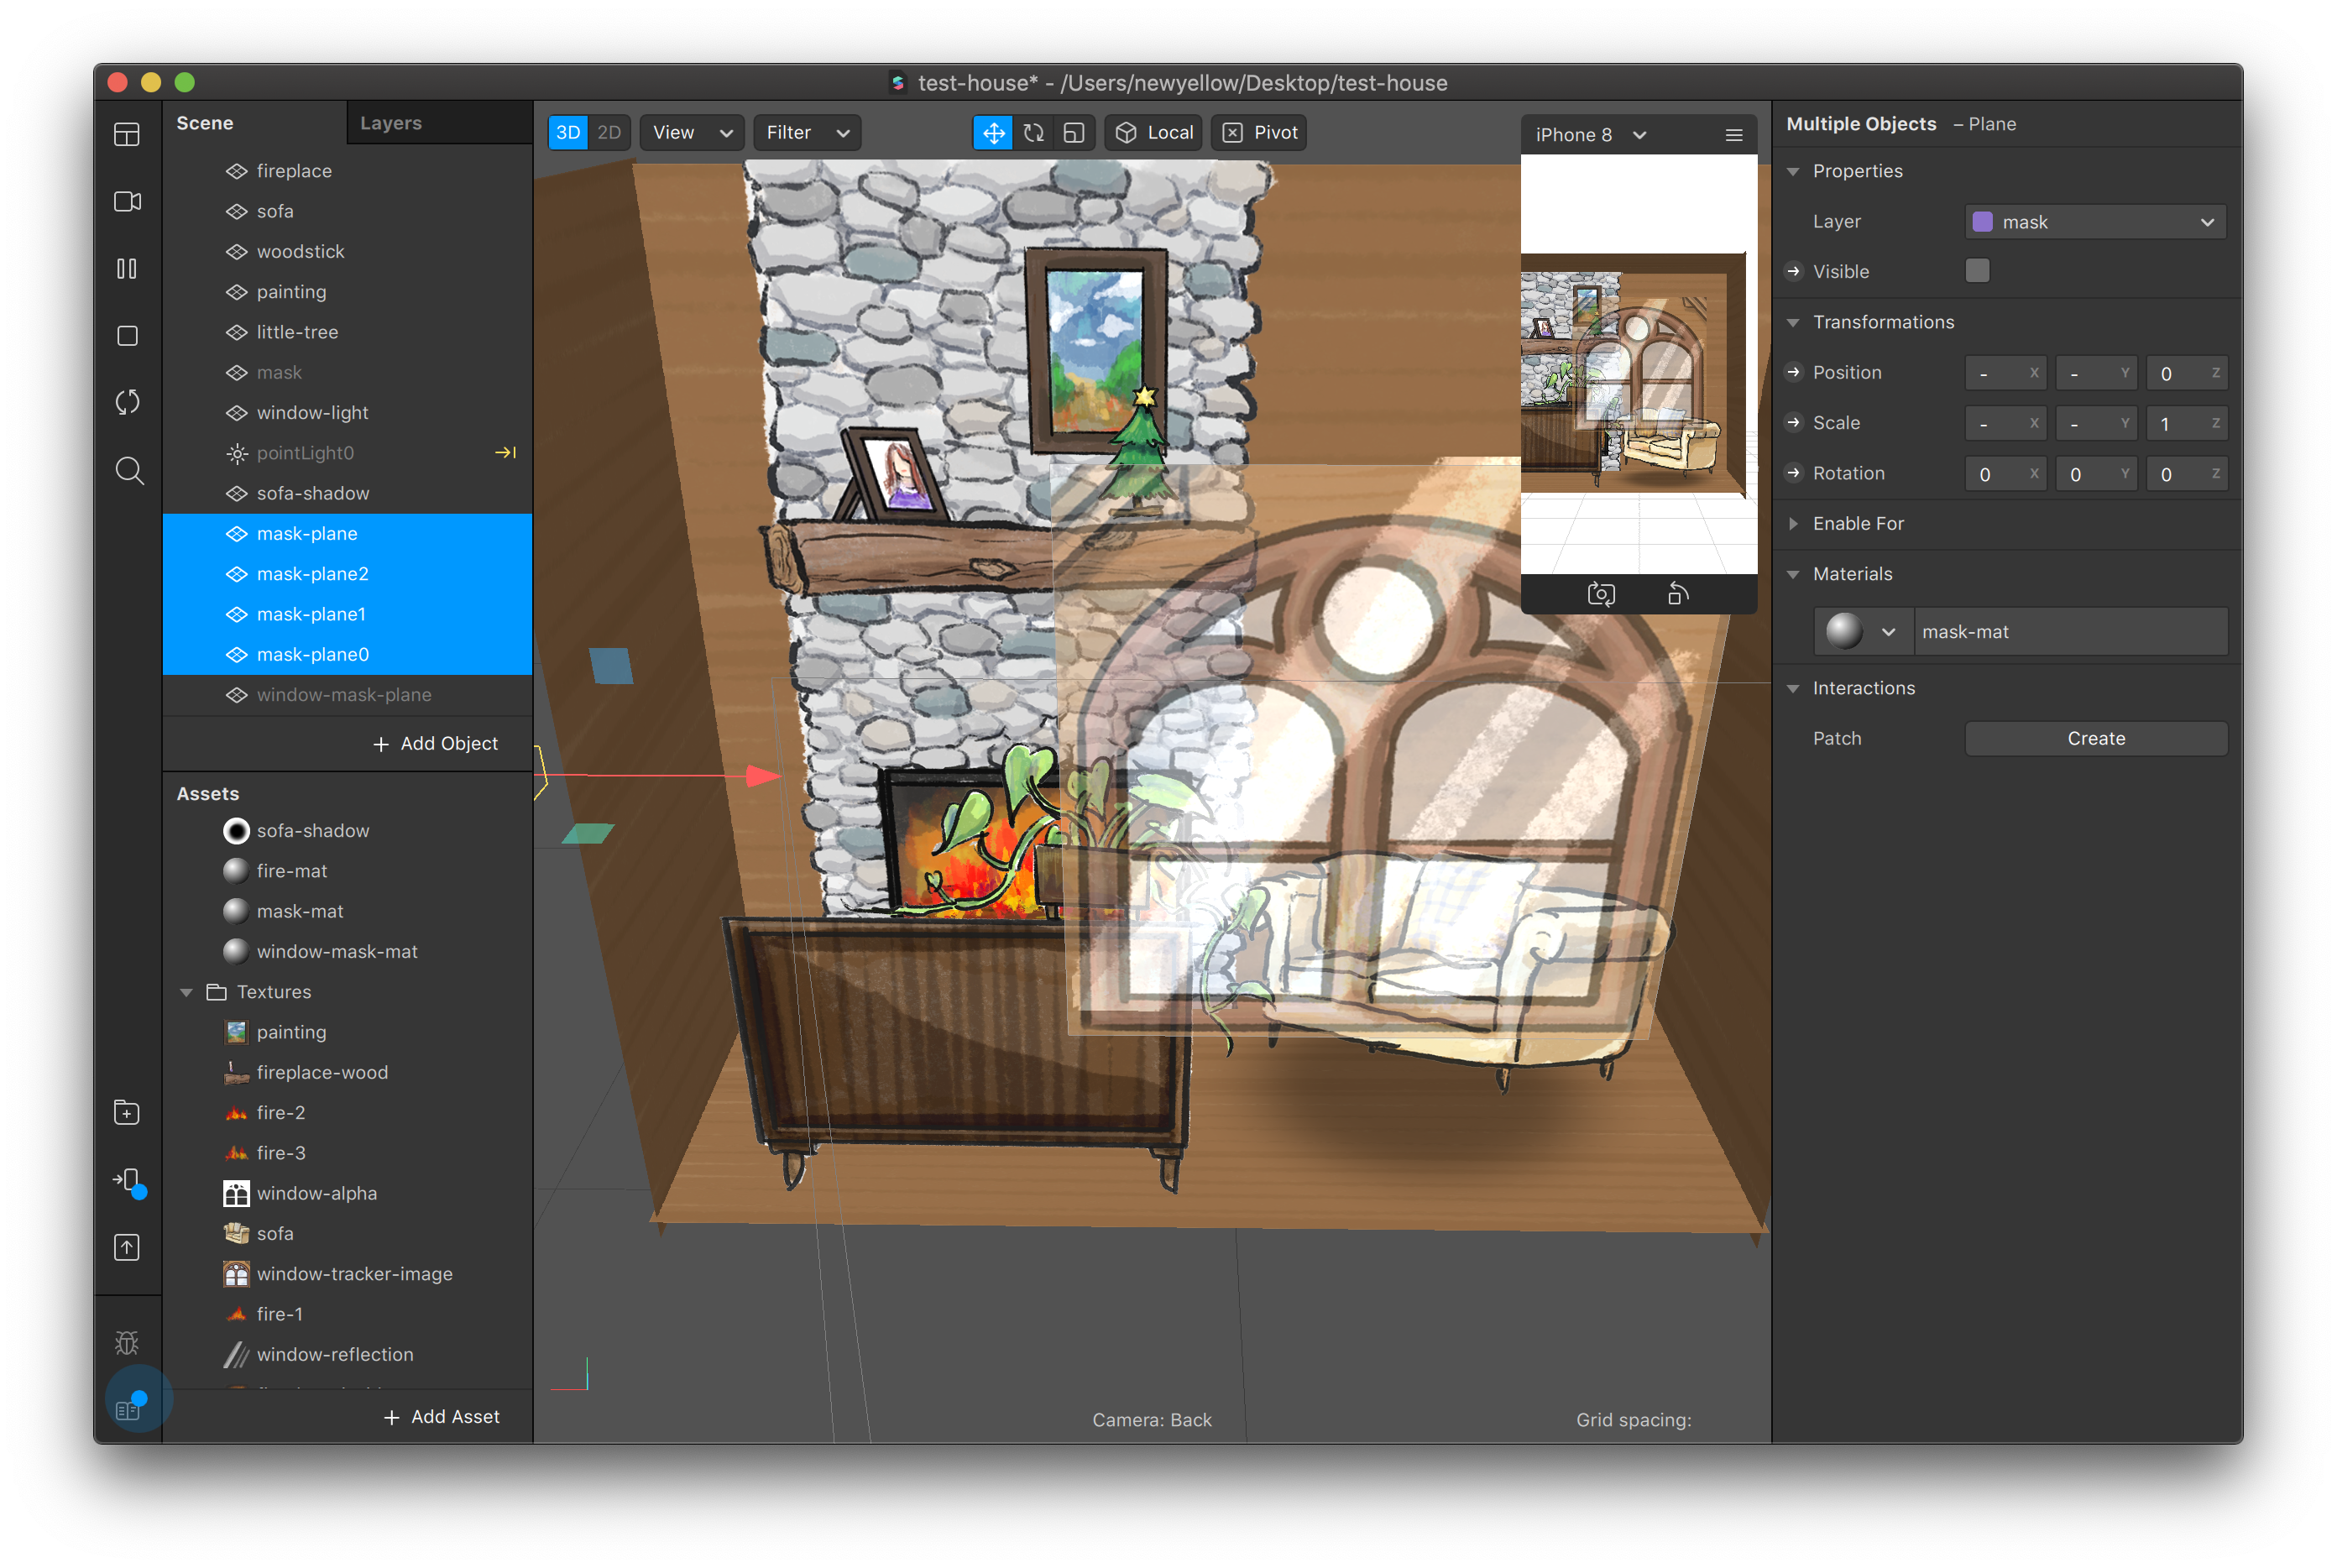 test-house* - /Users/newyellow/Desktop/test-house
Scene
Layers
fireplace
sofa
woodstick
painting
little-tree
mask
window-light
pointLight0
sofa-shadow
mask-plane
mask-plane2
mask-plane1
mask-plane0
window-mask-plane
+ Add Object
Assets
sofa-shadow
fire-mat
mask-mat
window-mask-mat
Textures
painting
fireplace-wood
fire-2
fire-3
window-alpha
sofa
window-tracker-image
fire-1
window-reflection
+ Add Asset
3D 2D View Filter Local Pivot
iPhone 8
Camera: Back
Grid spacing:
Multiple Objects – Plane
Properties
Layer mask
Visible
Transformations
Position - X - Y 0 Z
Scale - X - Y 1 Z
Rotation 0 X 0 Y 0 Z
Enable For
Materials
mask-mat
Interactions
Patch Create